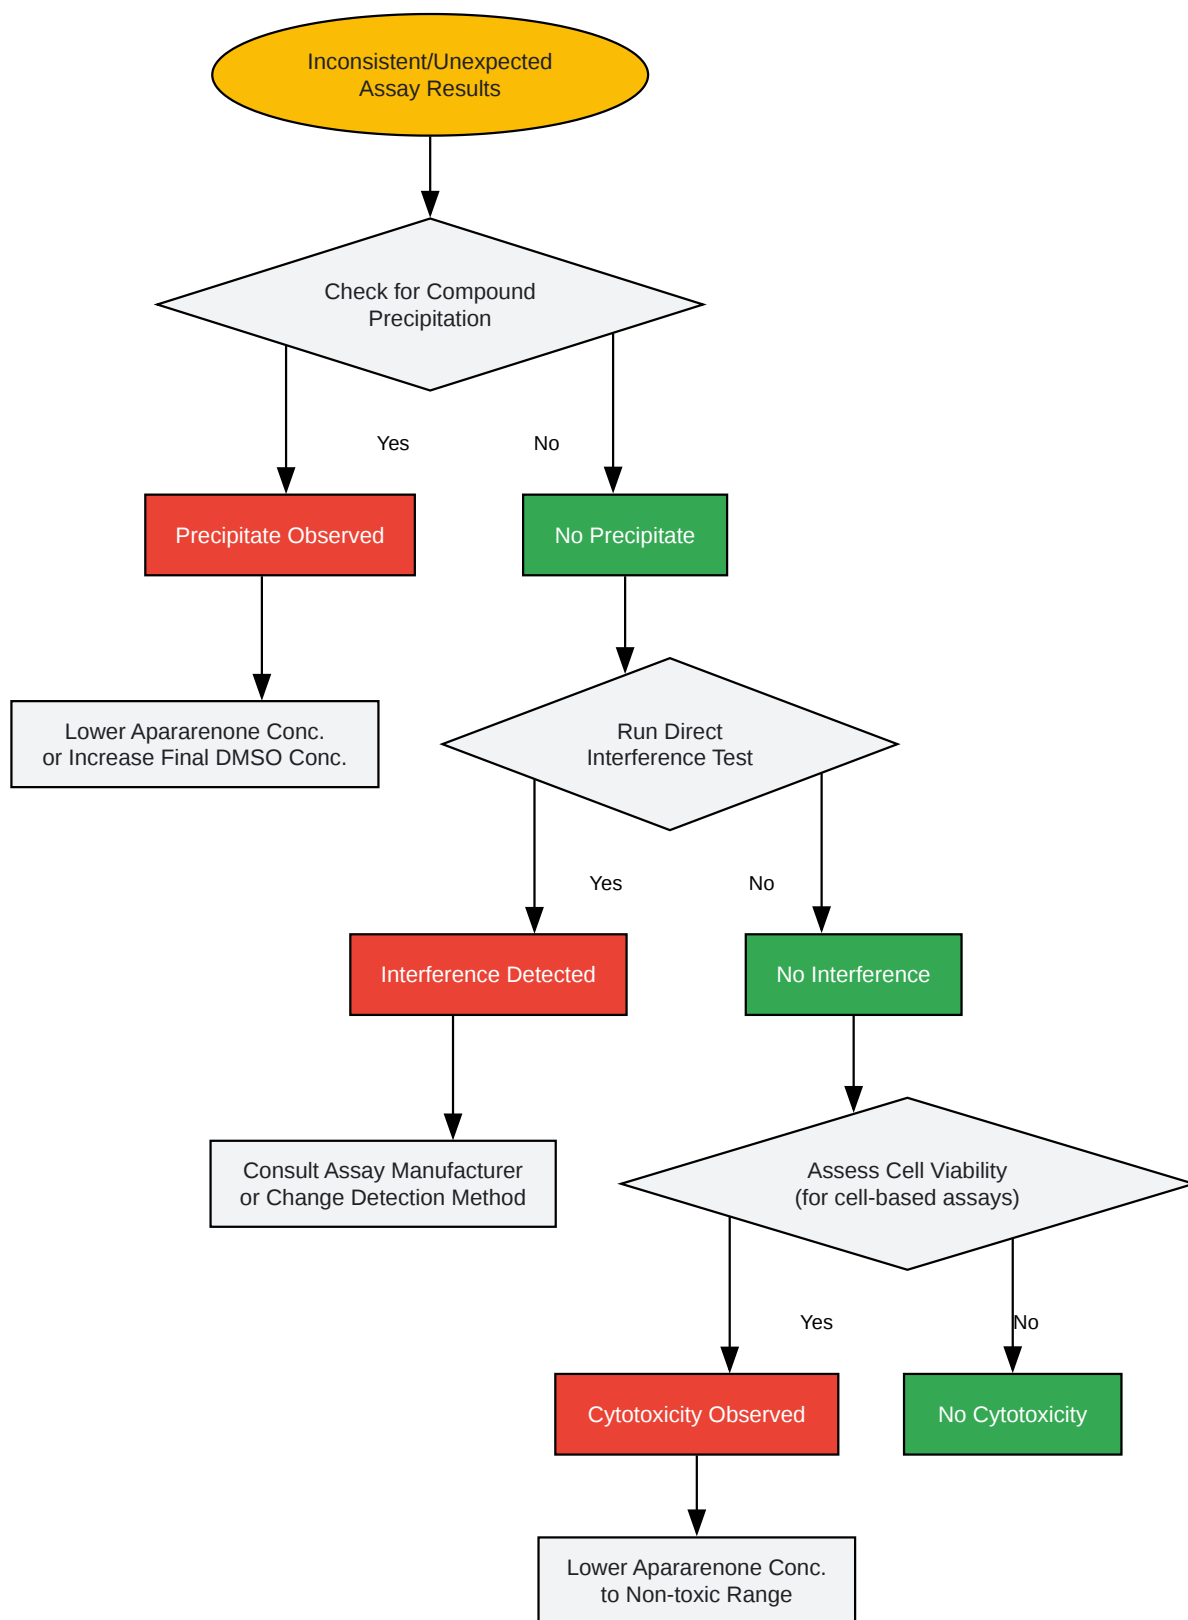 Inconsistent/Unexpected
Assay Results
Check for Compound
Precipitation
Yes
No
Precipitate Observed
No Precipitate
Lower Apararenone Conc.
or Increase Final DMSO Conc.
Run Direct
Interference Test
Yes
No
Interference Detected
No Interference
Consult Assay Manufacturer
or Change Detection Method
Assess Cell Viability
(for cell-based assays)
Yes
No
Cytotoxicity Observed
No Cytotoxicity
Lower Apararenone Conc.
to Non-toxic Range